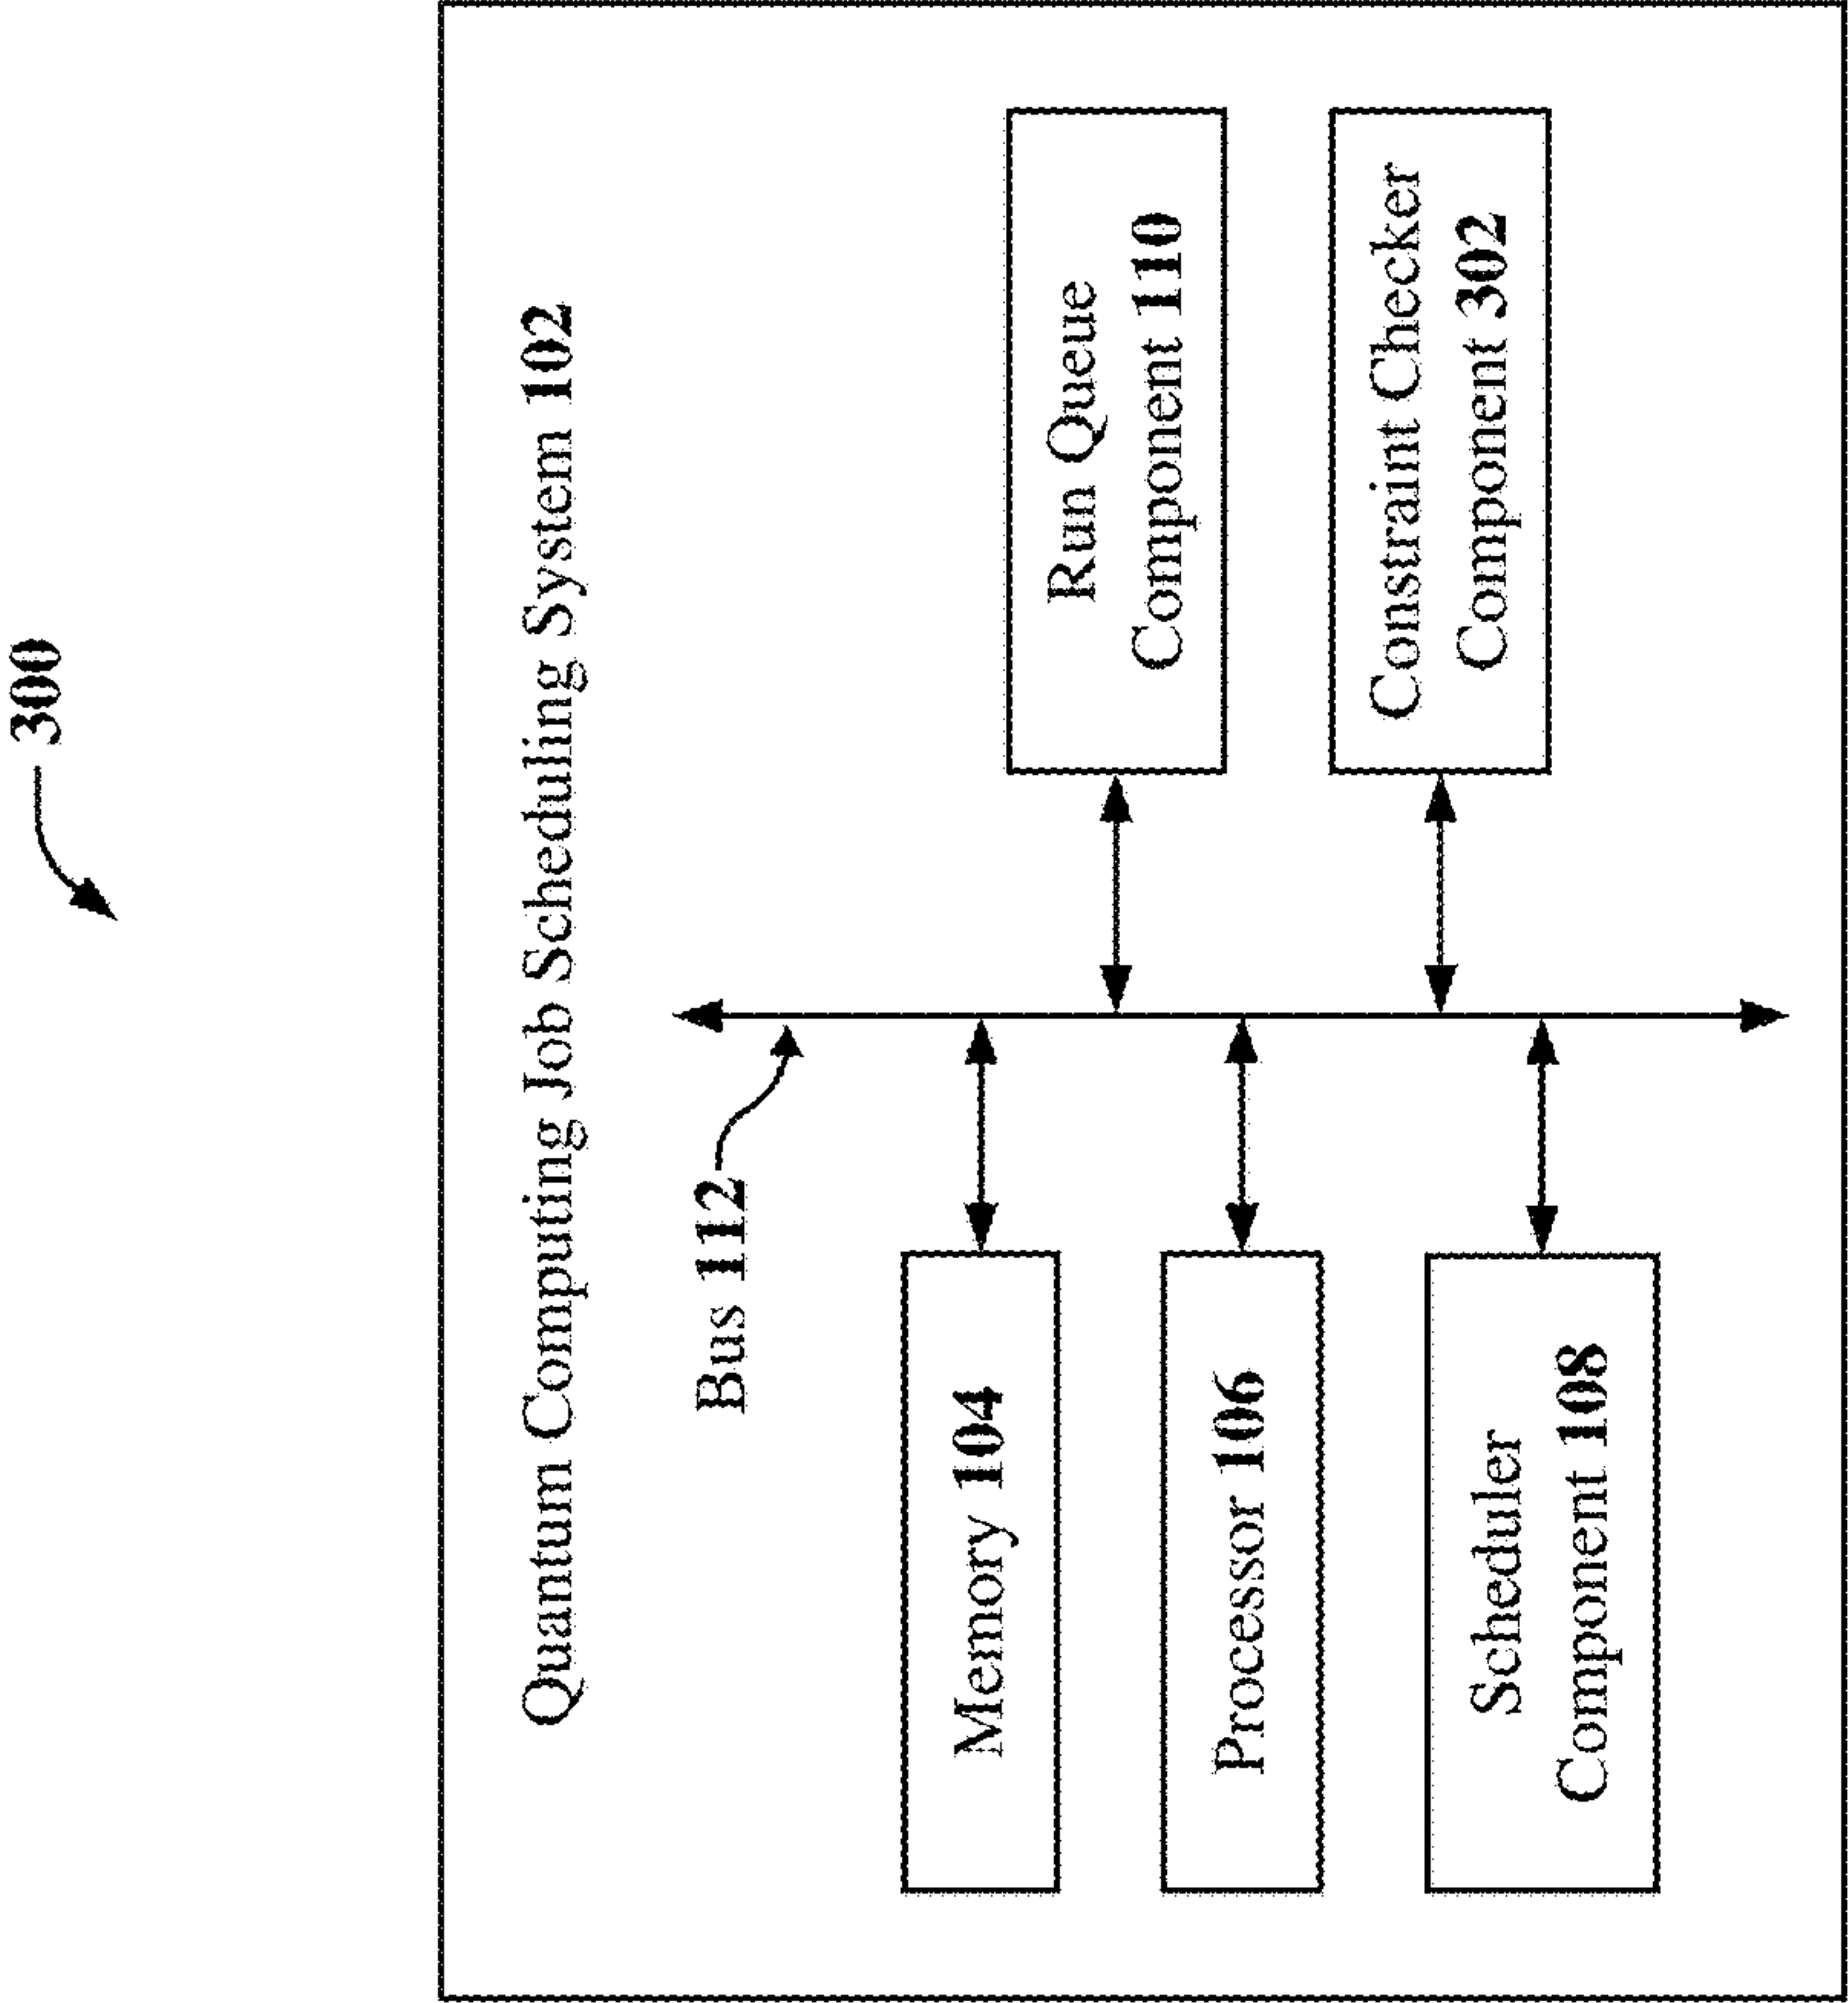 300
Quantum Computing Job Scheduling System 102
Bus 112
Memory 104
Processor 106
Scheduler
Component 108
Run Queue
Component 110
Constraint Checker
Component 302